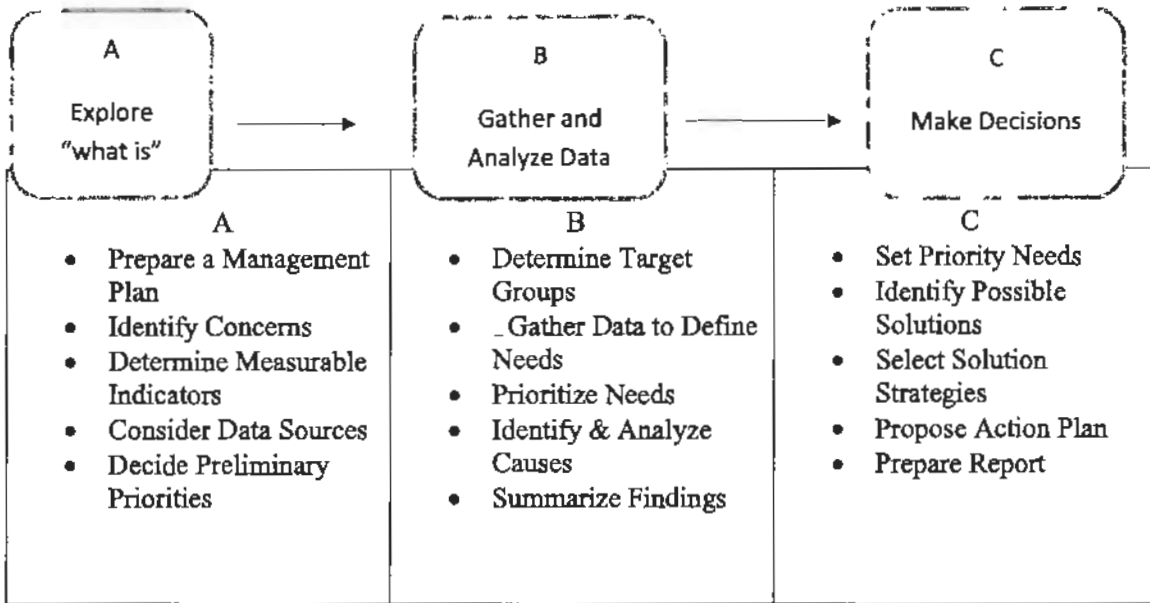 A
Explore
“what is”
B
Gather and
Analyze Data
C
Make Decisions
A
• Prepare a Management
Plan
• Identify Concerns
• Determine Measurable
Indicators
• Consider Data Sources
• Decide Preliminary
Priorities
B
• Determine Target
Groups
• _Gather Data to Define
Needs
• Prioritize Needs
• Identify & Analyze
Causes
• Summarize Findings
C
• Set Priority Needs
• Identify Possible
Solutions
• Select Solution
Strategies
• Propose Action Plan
• Prepare Report